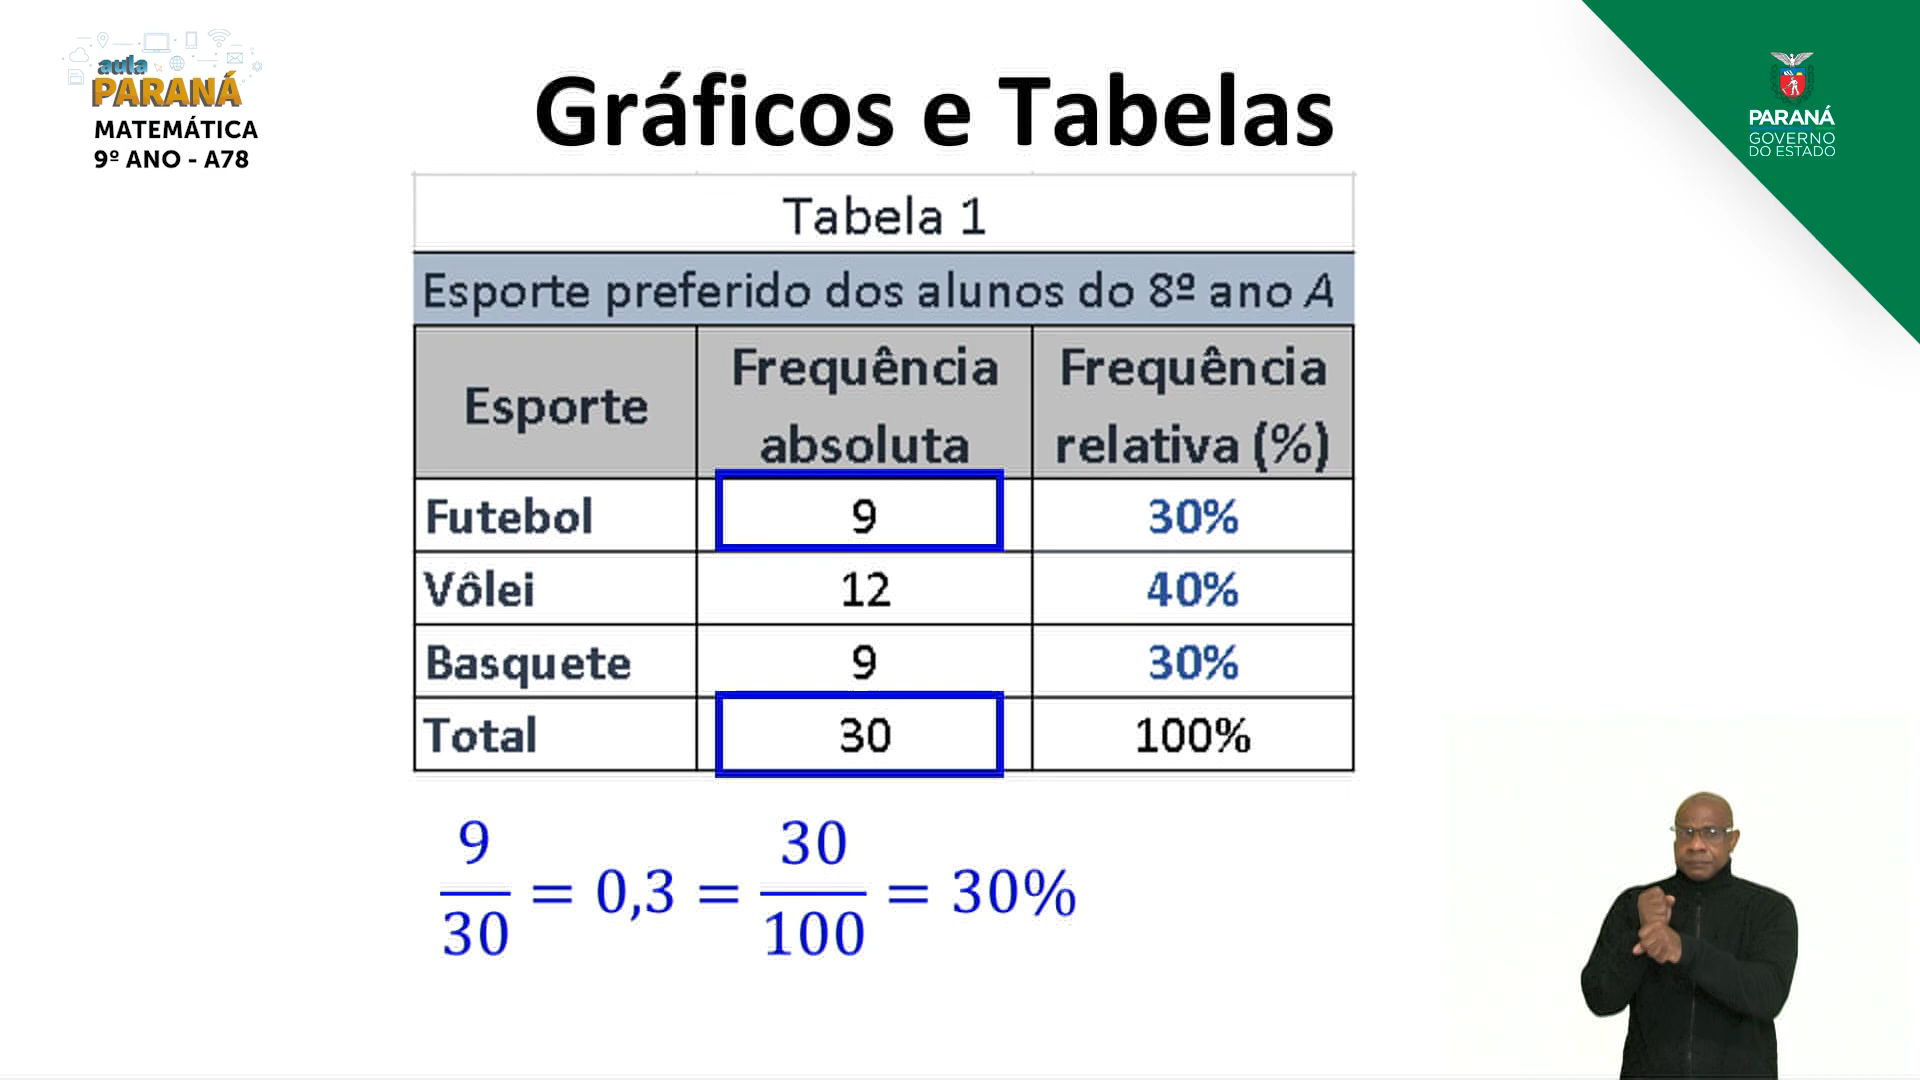 aula
PARANÁ
MATEMÁTICA
9º ANO - A78
Gráficos e Tabelas
PARANÁ
GOVERNO
DO ESTADO
Tabela 1
Esporte preferido dos alunos do 8º ano A
Esporte Frequência absoluta Frequência relativa (%)
Futebol 9 30%
Vôlei 12 40%
Basquete 9 30%
Total 30 100%
9/30 = 0,3 = 30/100 = 30%